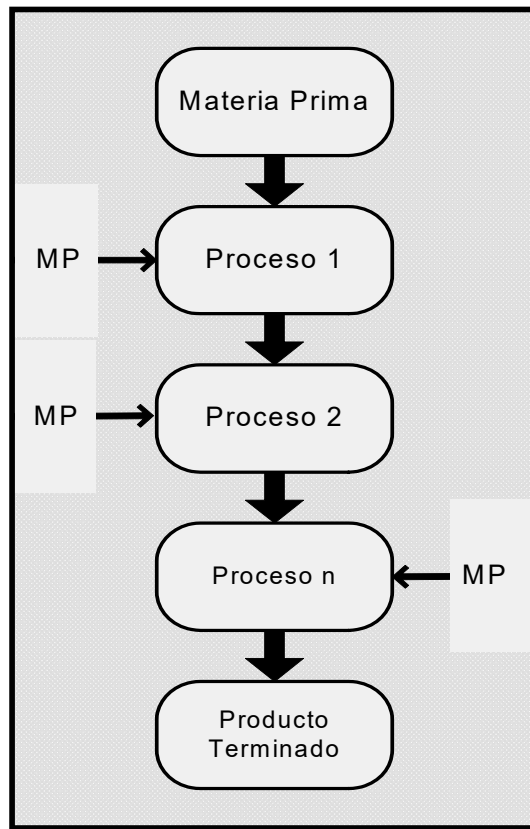 Materia Prima
MP
Proceso 1
MP
Proceso 2
Proceso n
MP
Producto
Terminado